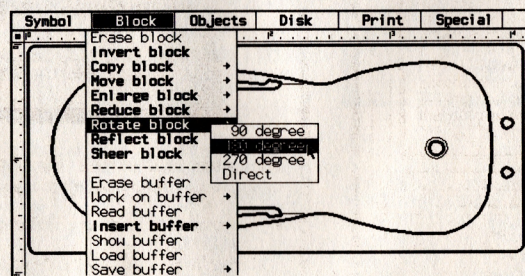 Symbol Block Objects Disk Print Special
Erase block
Invert block
Copy block
Move block
Enlarge block
Reduce block
Rotate block
90 degree
180 degree
270 degree
Direct
Reflect block
Sheer block
Erase buffer
Work on buffer
Read buffer
Insert buffer
Show buffer
Load buffer
Save buffer